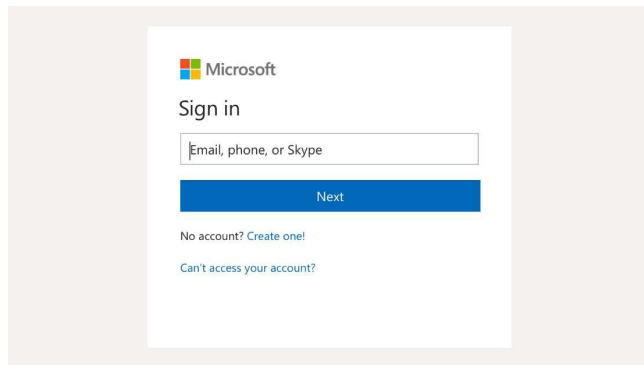 Microsoft
Sign in
Email, phone, or Skype
Next
No account? Create one!
Can't access your account?